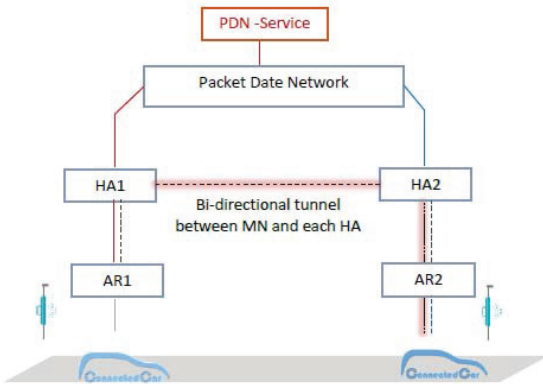 PDN -Service
Packet Date Network
HA1
HA2
Bi-directional tunnel
between MN and each HA
AR1
AR2
ConnectedCar
ConnectedCar